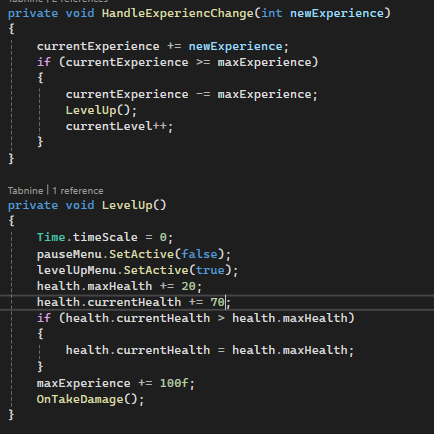 Tabnine | 2 references
private void HandleExperiencChange(int newExperience)
{
currentExperience += newExperience;
if (currentExperience >= maxExperience)
{
currentExperience -= maxExperience;
LevelUp();
currentLevel++;
}
}
Tabnine | 1 reference
private void LevelUp()
{
Time.timeScale = 0;
pauseMenu.SetActive(false);
levelUpMenu.SetActive(true);
health.maxHealth += 20;
health.currentHealth += 70;
if (health.currentHealth > health.maxHealth)
{
health.currentHealth = health.maxHealth;
}
maxExperience += 100f;
OnTakeDamage();
}